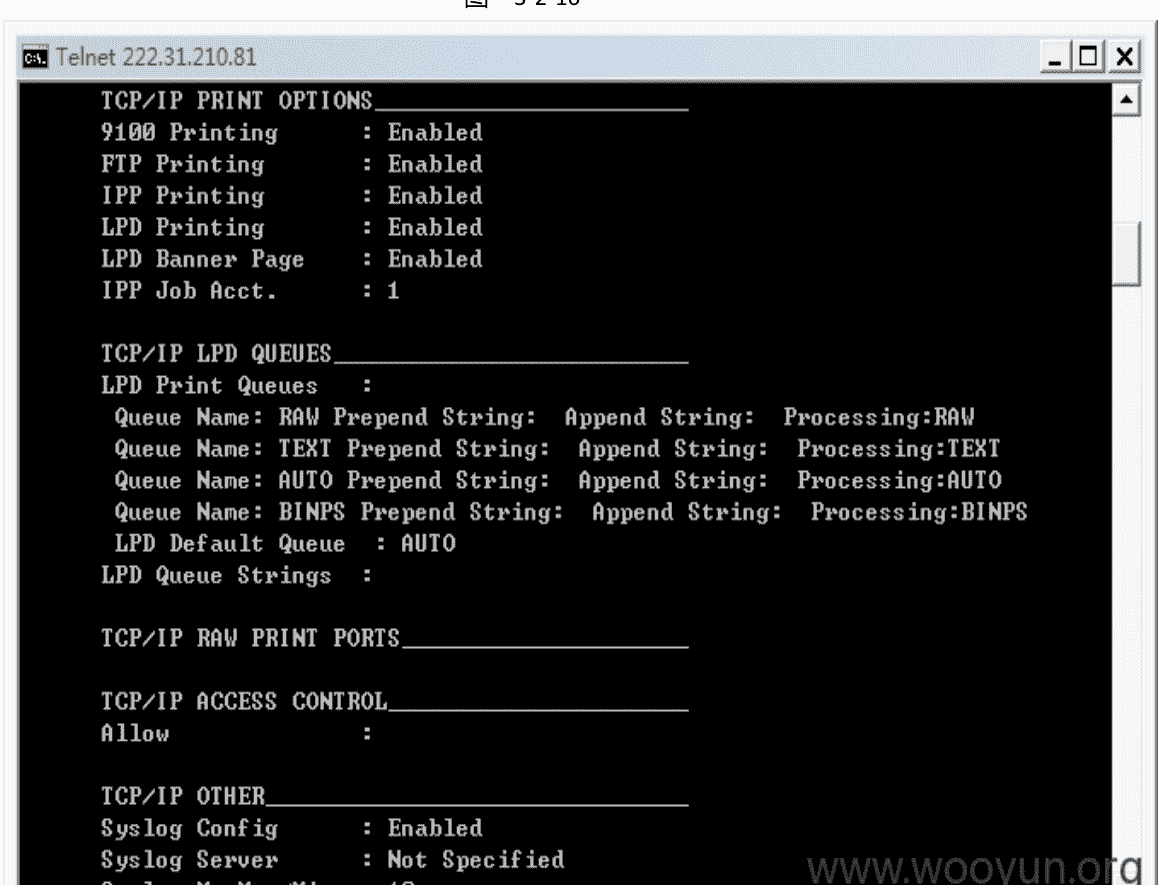 图 3-2-16
Telnet 222.31.210.81
TCP/IP PRINT OPTIONS
9100 Printing : Enabled
FTP Printing : Enabled
IPP Printing : Enabled
LPD Printing : Enabled
LPD Banner Page : Enabled
IPP Job Acct. : 1
TCP/IP LPD QUEUES
LPD Print Queues :
Queue Name: RAW Prepend String: Append String: Processing:RAW
Queue Name: TEXT Prepend String: Append String: Processing:TEXT
Queue Name: AUTO Prepend String: Append String: Processing:AUTO
Queue Name: BINPS Prepend String: Append String: Processing:BINPS
LPD Default Queue : AUTO
LPD Queue Strings :
TCP/IP RAW PRINT PORTS
TCP/IP ACCESS CONTROL
Allow :
TCP/IP OTHER
Syslog Config : Enabled
Syslog Server : Not Specified
www.wooyun.org